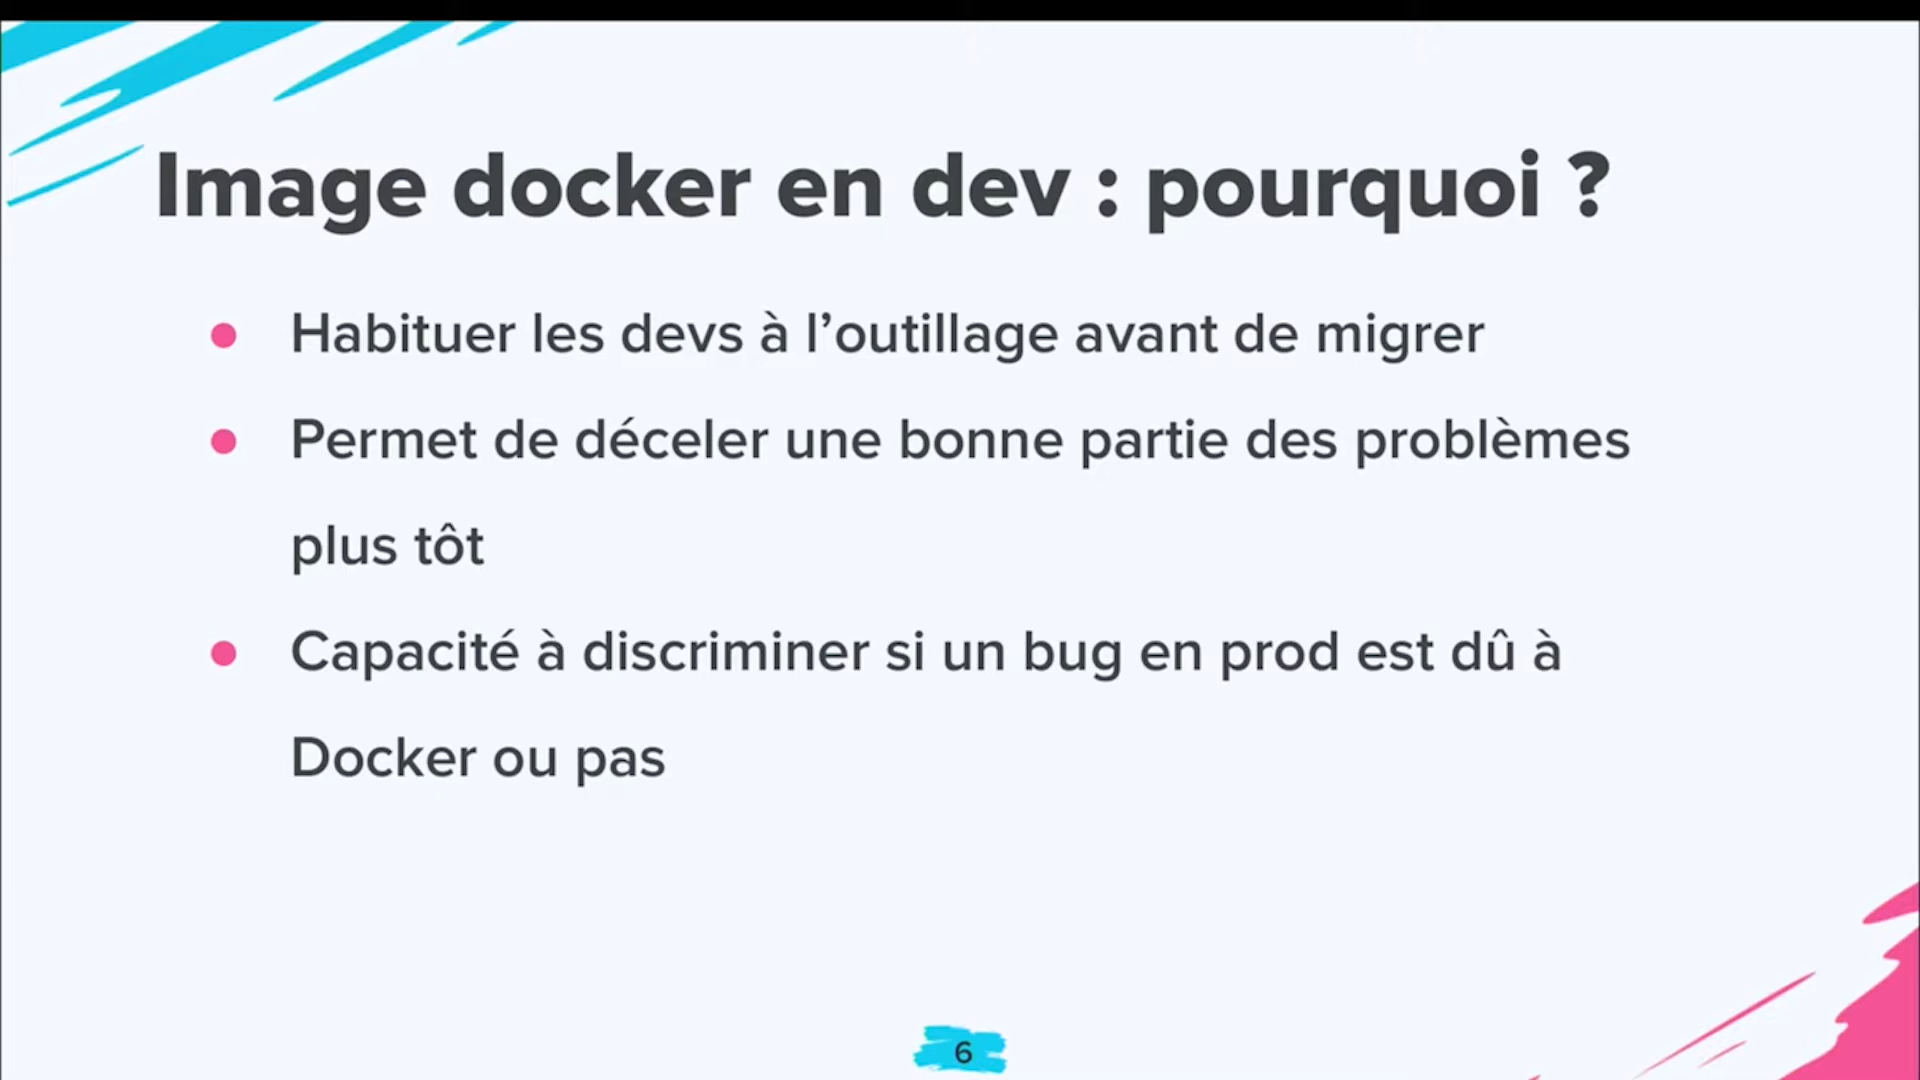 Image docker en dev : pourquoi ?
Habituer les devs à l’outillage avant de migrer
Permet de déceler une bonne partie des problèmes
plus tôt
Capacité à discriminer si un bug en prod est dû à
Docker ou pas
6